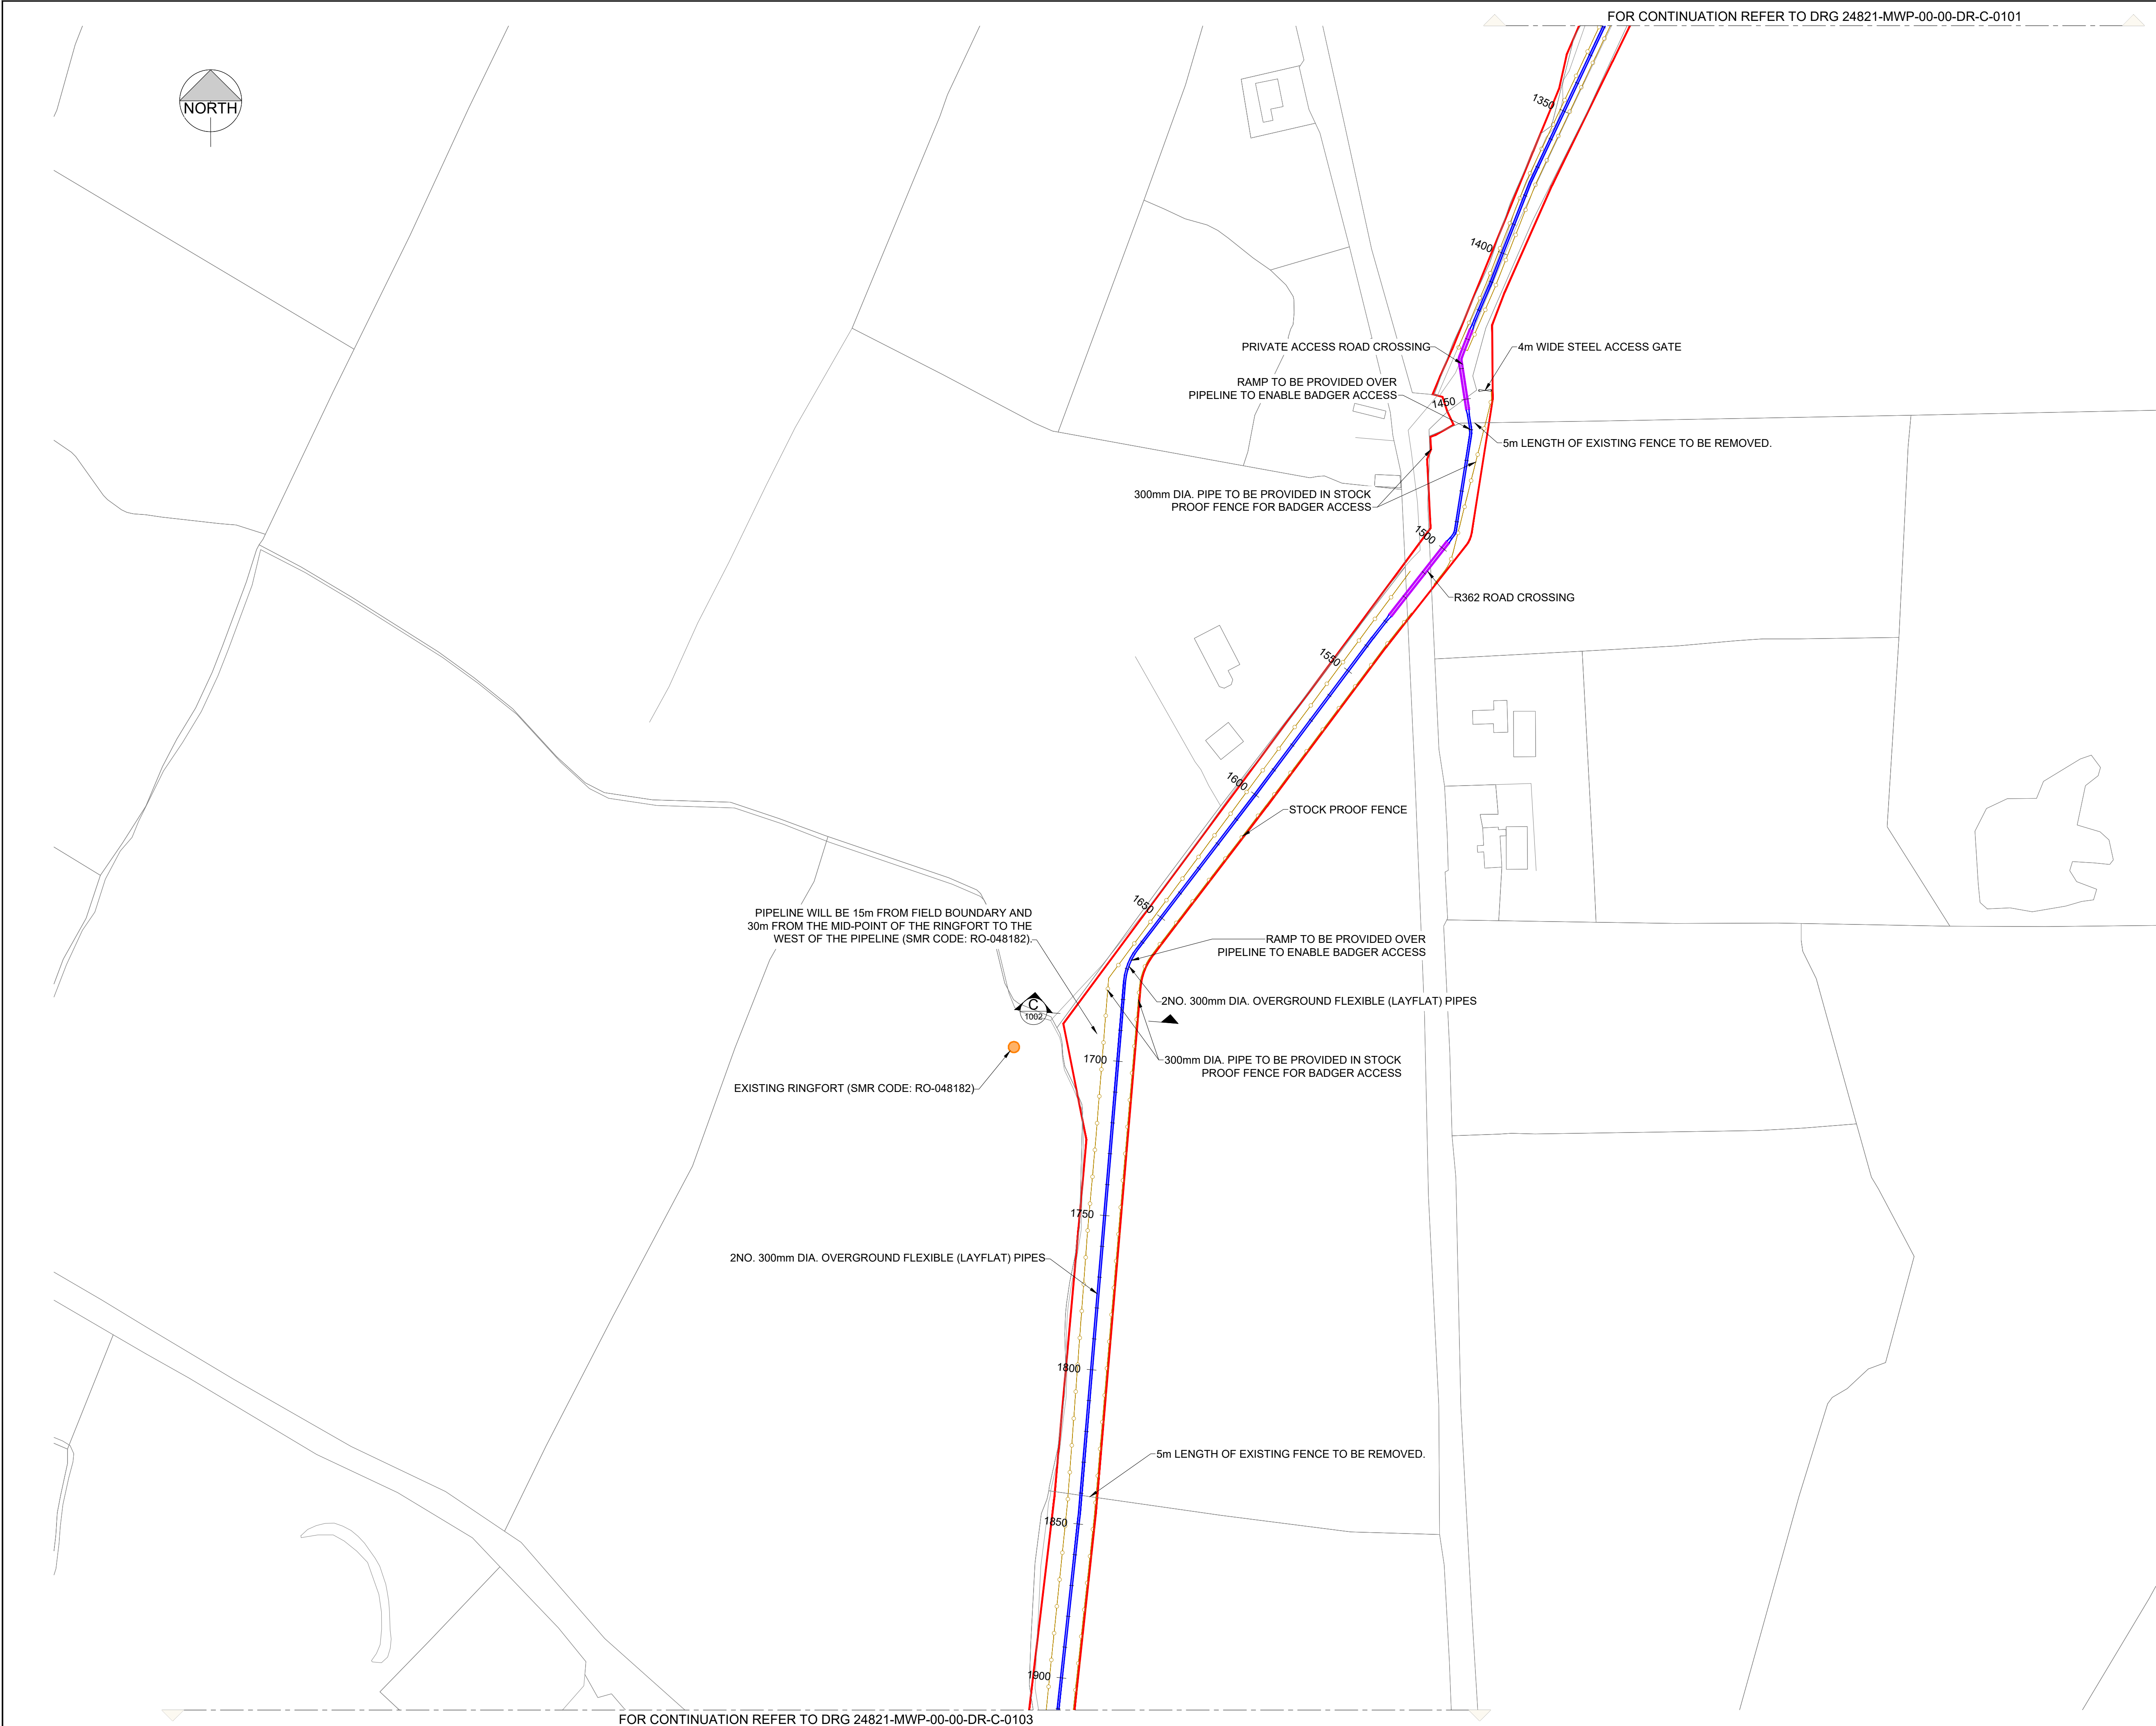 FOR CONTINUATION REFER TO DRG 24821-MWP-00-00-DR-C-0101
NORTH
1350
1400
PRIVATE ACCESS ROAD CROSSING
4m WIDE STEEL ACCESS GATE
RAMP TO BE PROVIDED OVER
PIPELINE TO ENABLE BADGER ACCESS
1450
5m LENGTH OF EXISTING FENCE TO BE REMOVED.
300mm DIA. PIPE TO BE PROVIDED IN STOCK
PROOF FENCE FOR BADGER ACCESS
1500
R362 ROAD CROSSING
1550
1600
STOCK PROOF FENCE
1650
PIPELINE WILL BE 15m FROM FIELD BOUNDARY AND
30m FROM THE MID-POINT OF THE RINGFORT TO THE
WEST OF THE PIPELINE (SMR CODE: RO-048182).
RAMP TO BE PROVIDED OVER
PIPELINE TO ENABLE BADGER ACCESS
2NO. 300mm DIA. OVERGROUND FLEXIBLE (LAYFLAT) PIPES
C
1002
1700
300mm DIA. PIPE TO BE PROVIDED IN STOCK
PROOF FENCE FOR BADGER ACCESS
EXISTING RINGFORT (SMR CODE: RO-048182)
1750
2NO. 300mm DIA. OVERGROUND FLEXIBLE (LAYFLAT) PIPES
1800
5m LENGTH OF EXISTING FENCE TO BE REMOVED.
1850
1900
FOR CONTINUATION REFER TO DRG 24821-MWP-00-00-DR-C-0103